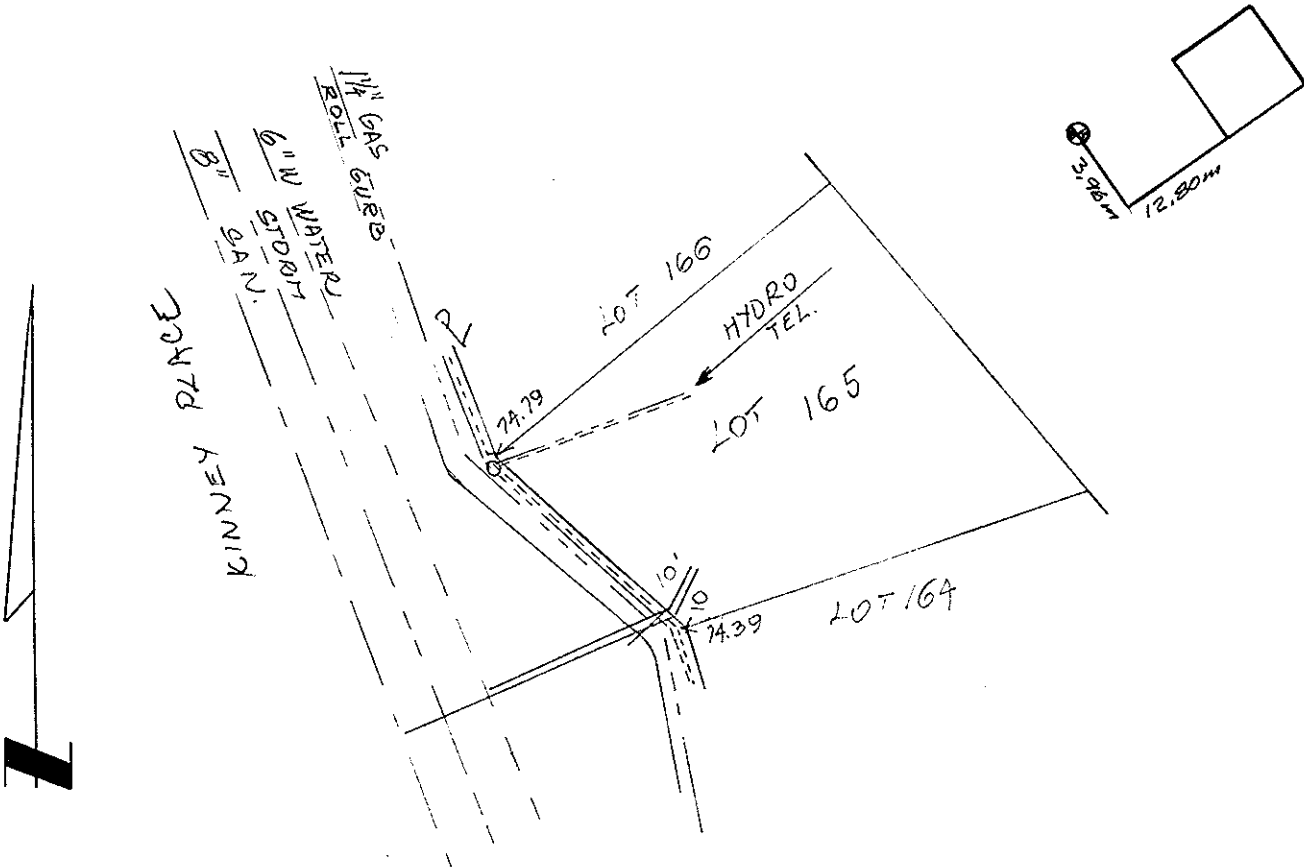 1¼" GAS
ROLL CURB
6" W WATER
STORM
8" SAN.
KINNEY PLACE
LOT 166
HYDRO
TEL.
LOT 165
74.79
10'
10'
74.39
LOT 164
3.96m
12.80m